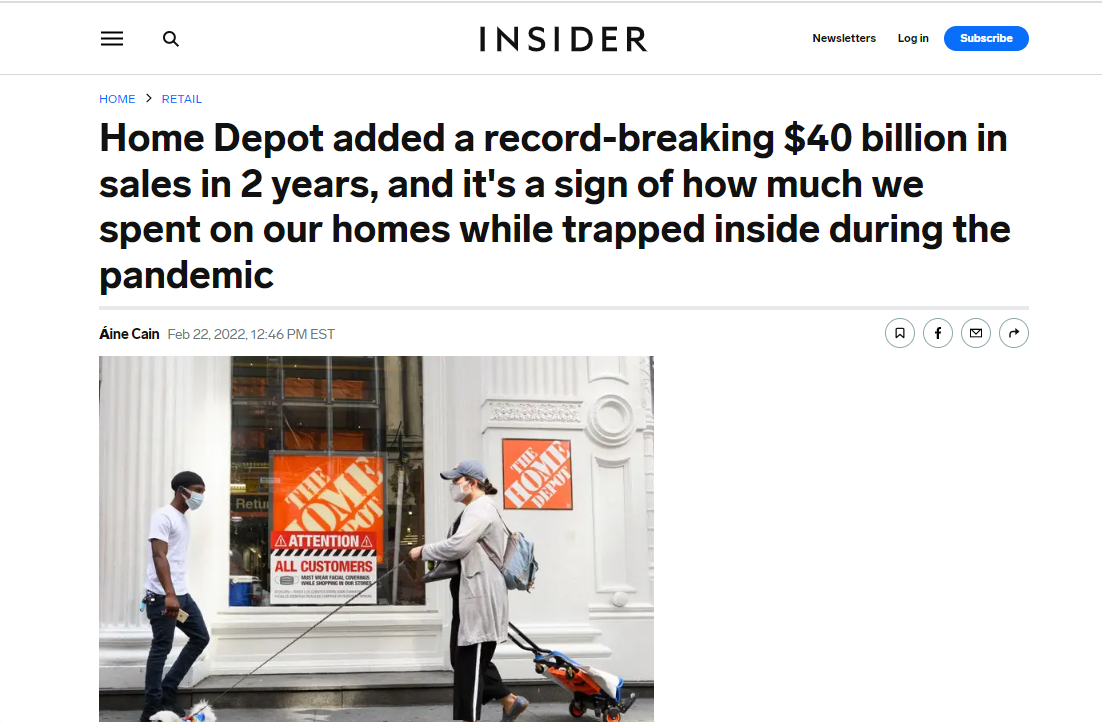 INSIDER
Newsletters
Log in
Subscribe
HOME > RETAIL
Home Depot added a record-breaking $40 billion in
sales in 2 years, and it's a sign of how much we
spent on our homes while trapped inside during the
pandemic
Áine Cain Feb 22, 2022, 12:46 PM EST
Retu
THE
HOME
DEPOT
ATTENTION
ALL CUSTOMERS
MUST WEAR FACIAL COVERINGS
WHILE SHOPPING IN OUR STORES
THE
HOME
DEPOT